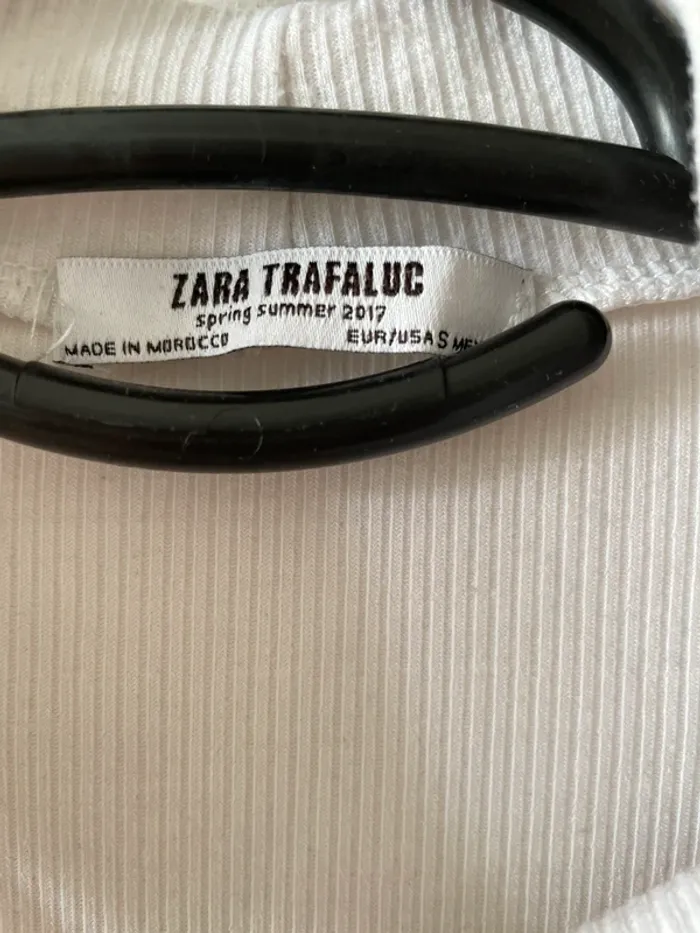 ZARA TRAFALUC
spring summer 2017
MADE IN MOROCCO EUR/USA S